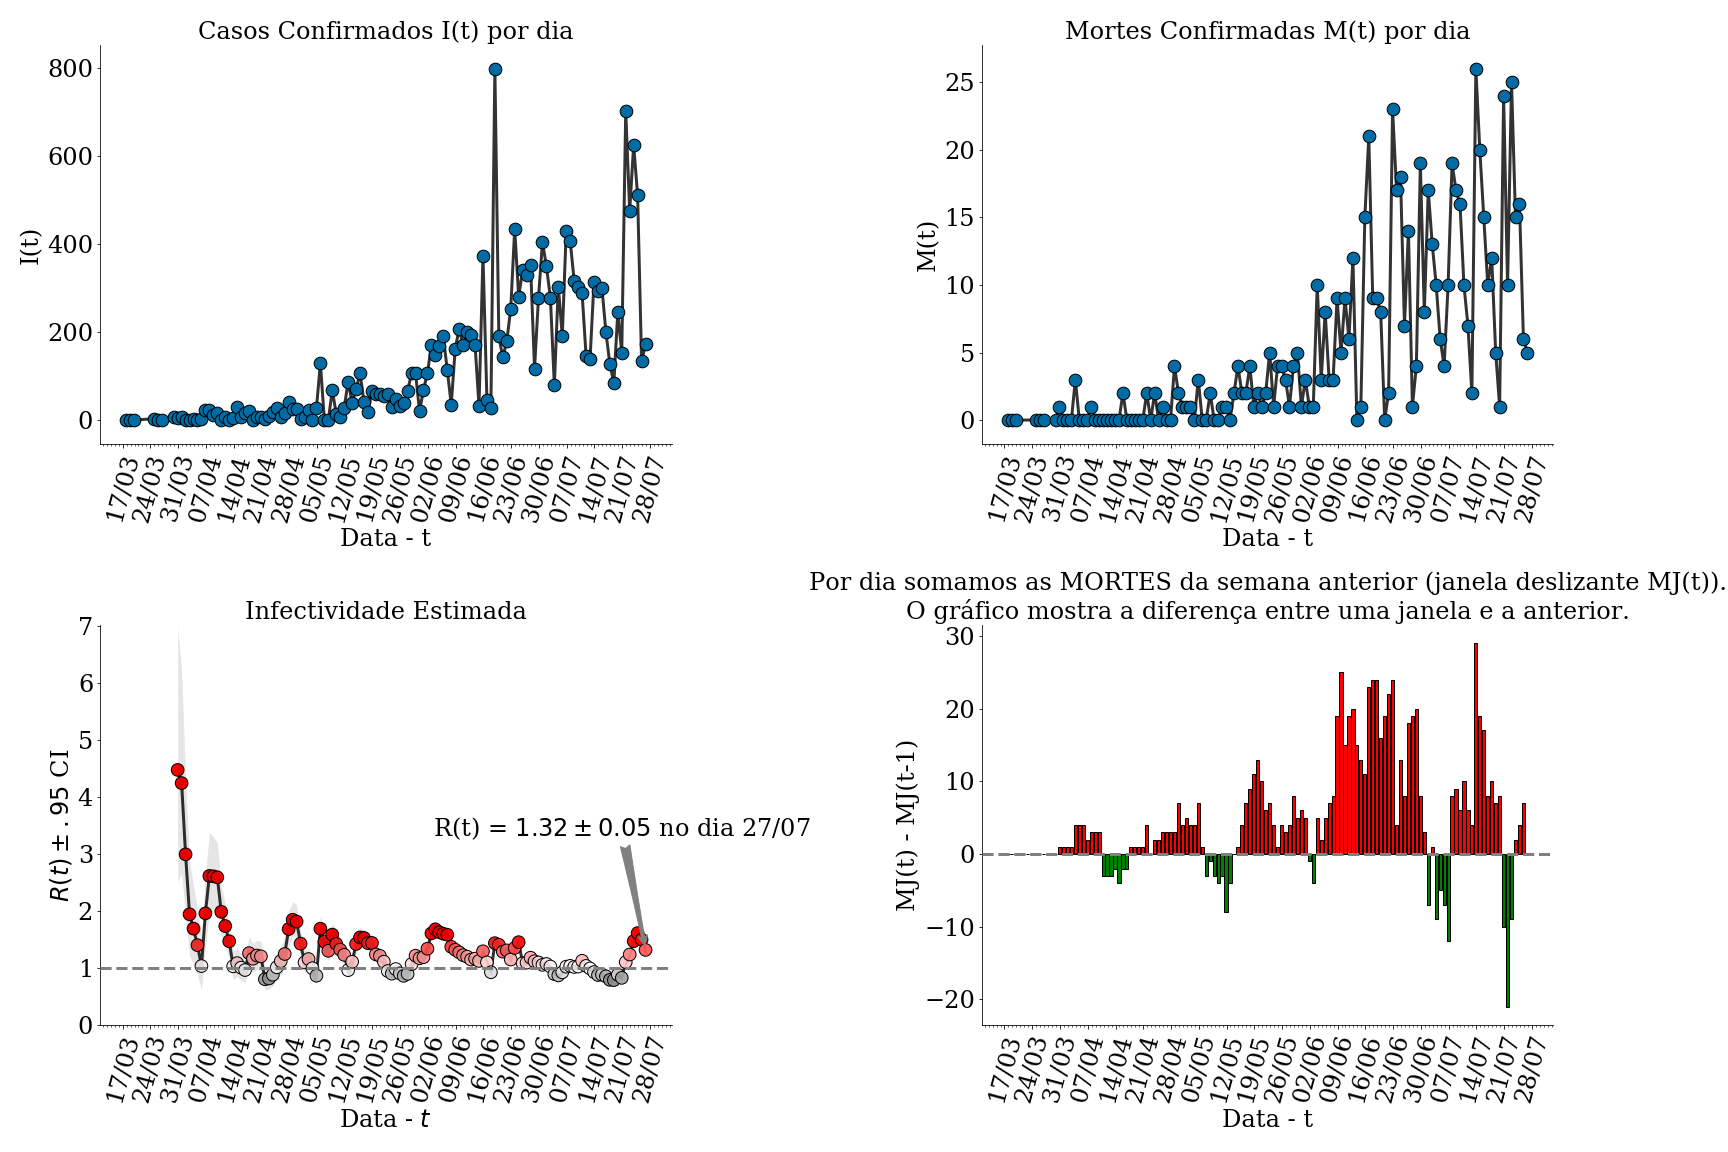 Casos Confirmados I(t) por dia
I(t)
800
600
400
200
0
17/03 24/03 31/03 07/04 14/04 21/04 28/04 05/05 12/05 19/05 26/05 02/06 09/06 16/06 23/06 30/06 07/07 14/07 21/07 28/07
Data - t
Mortes Confirmadas M(t) por dia
M(t)
25
20
15
10
5
0
17/03 24/03 31/03 07/04 14/04 21/04 28/04 05/05 12/05 19/05 26/05 02/06 09/06 16/06 23/06 30/06 07/07 14/07 21/07 28/07
Data - t
Infectividade Estimada
R(t) ± .95 CI
7
6
5
4
3
2
1
0
R(t) = 1.32 ± 0.05 no dia 27/07
17/03 24/03 31/03 07/04 14/04 21/04 28/04 05/05 12/05 19/05 26/05 02/06 09/06 16/06 23/06 30/06 07/07 14/07 21/07 28/07
Data - t
Por dia somamos as MORTES da semana anterior (janela deslizante MJ(t)).
O gráfico mostra a diferença entre uma janela e a anterior.
MJ(t) - MJ(t-1)
30
20
10
0
−10
−20
17/03 24/03 31/03 07/04 14/04 21/04 28/04 05/05 12/05 19/05 26/05 02/06 09/06 16/06 23/06 30/06 07/07 14/07 21/07 28/07
Data - t